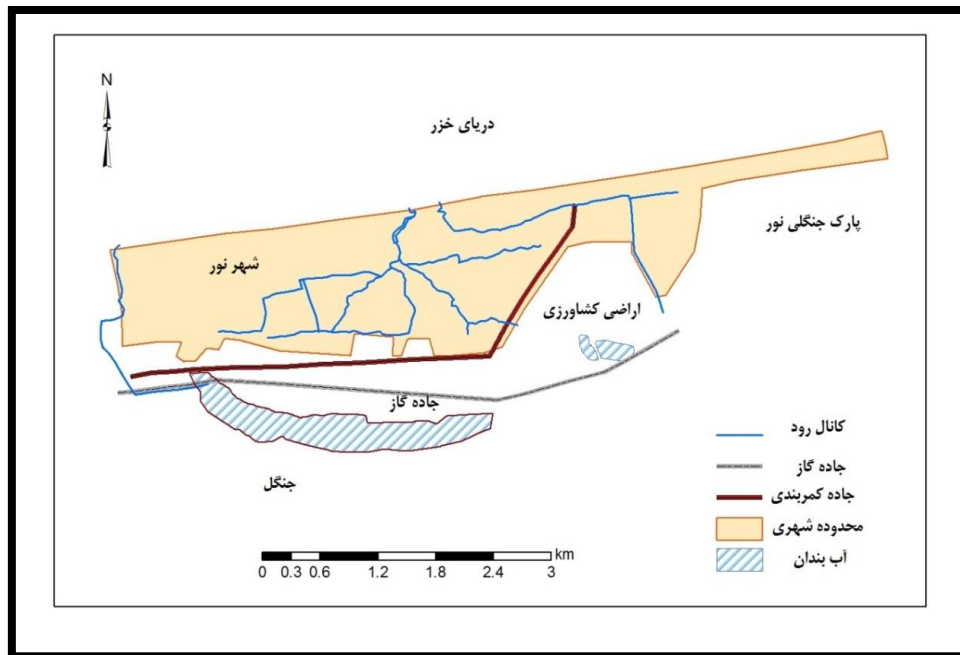 N
دریای خزر
پارک جنگلی نور
شهر نور
اراضی کشاورزی
جاده گاز
جنگل
کانال رود
جاده گاز
جاده کمربندی
محدوده شهری
آب بندان
km
0 0.3 0.6 1.2 1.8 2.4 3